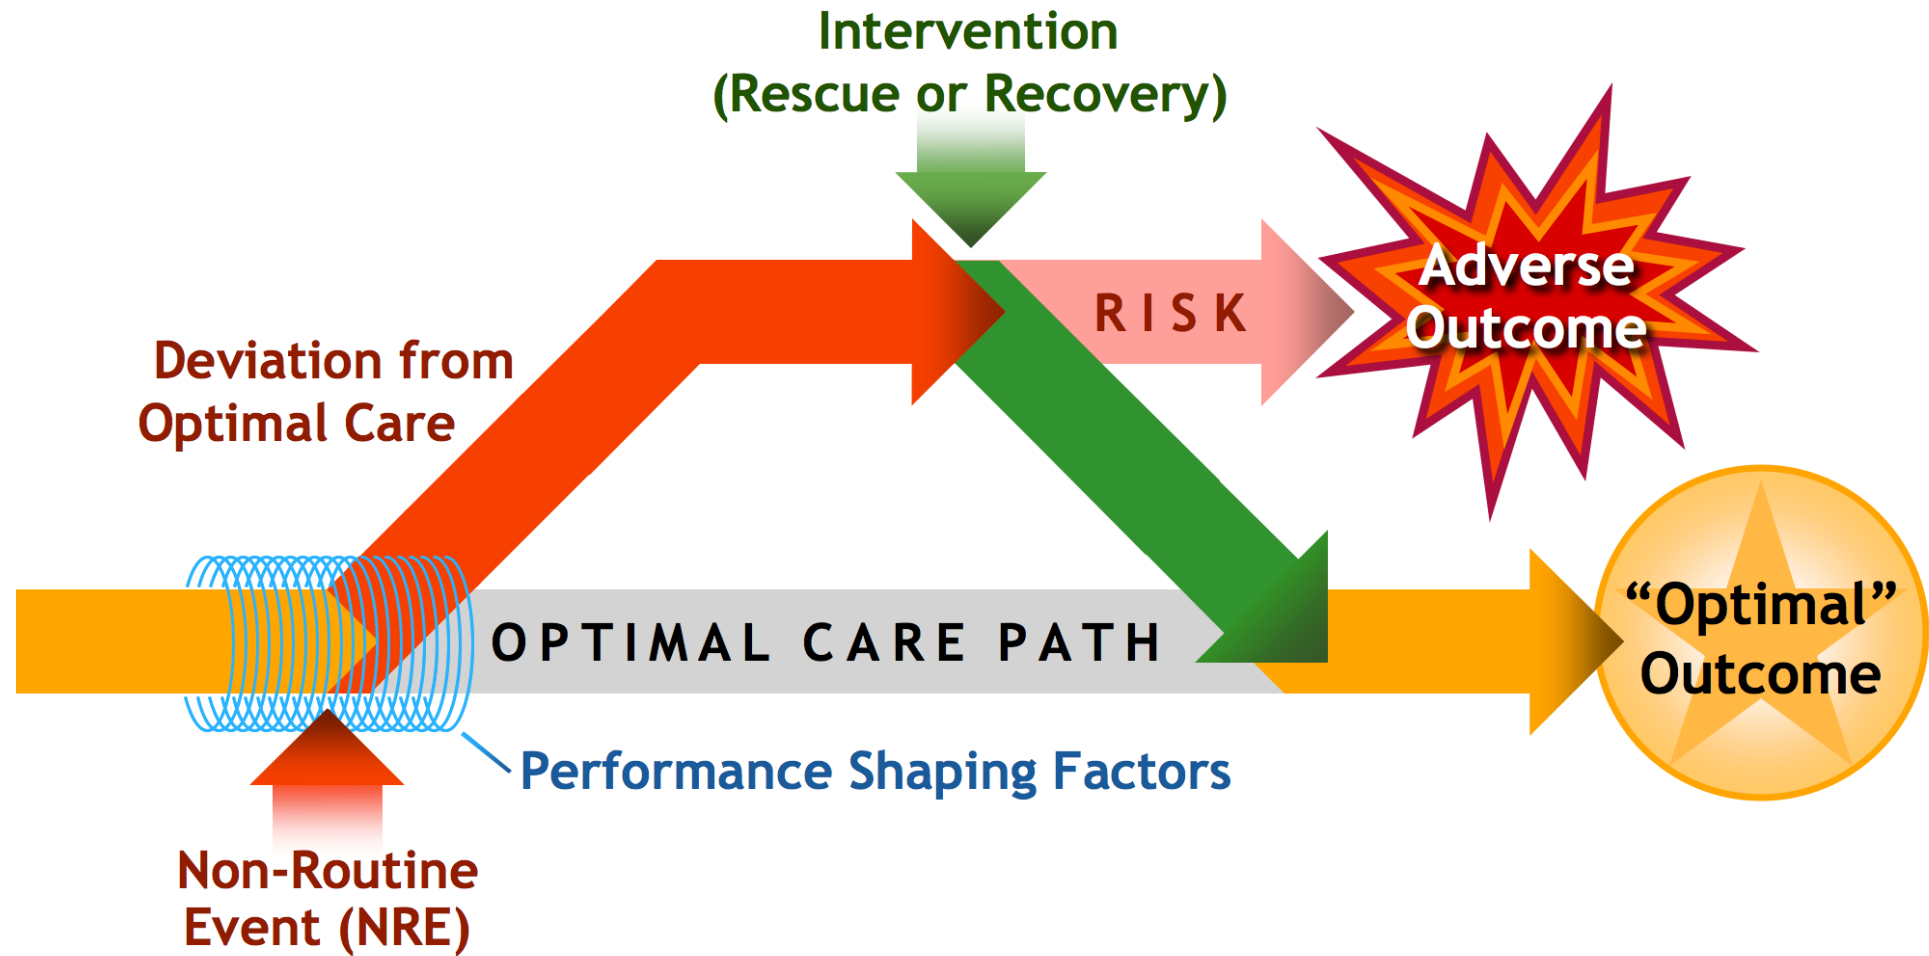 Intervention
(Rescue or Recovery)
Adverse
Outcome
RISK
Deviation from
Optimal Care
OPTIMAL CARE PATH
“Optimal”
Outcome
Performance Shaping Factors
Non-Routine
Event (NRE)